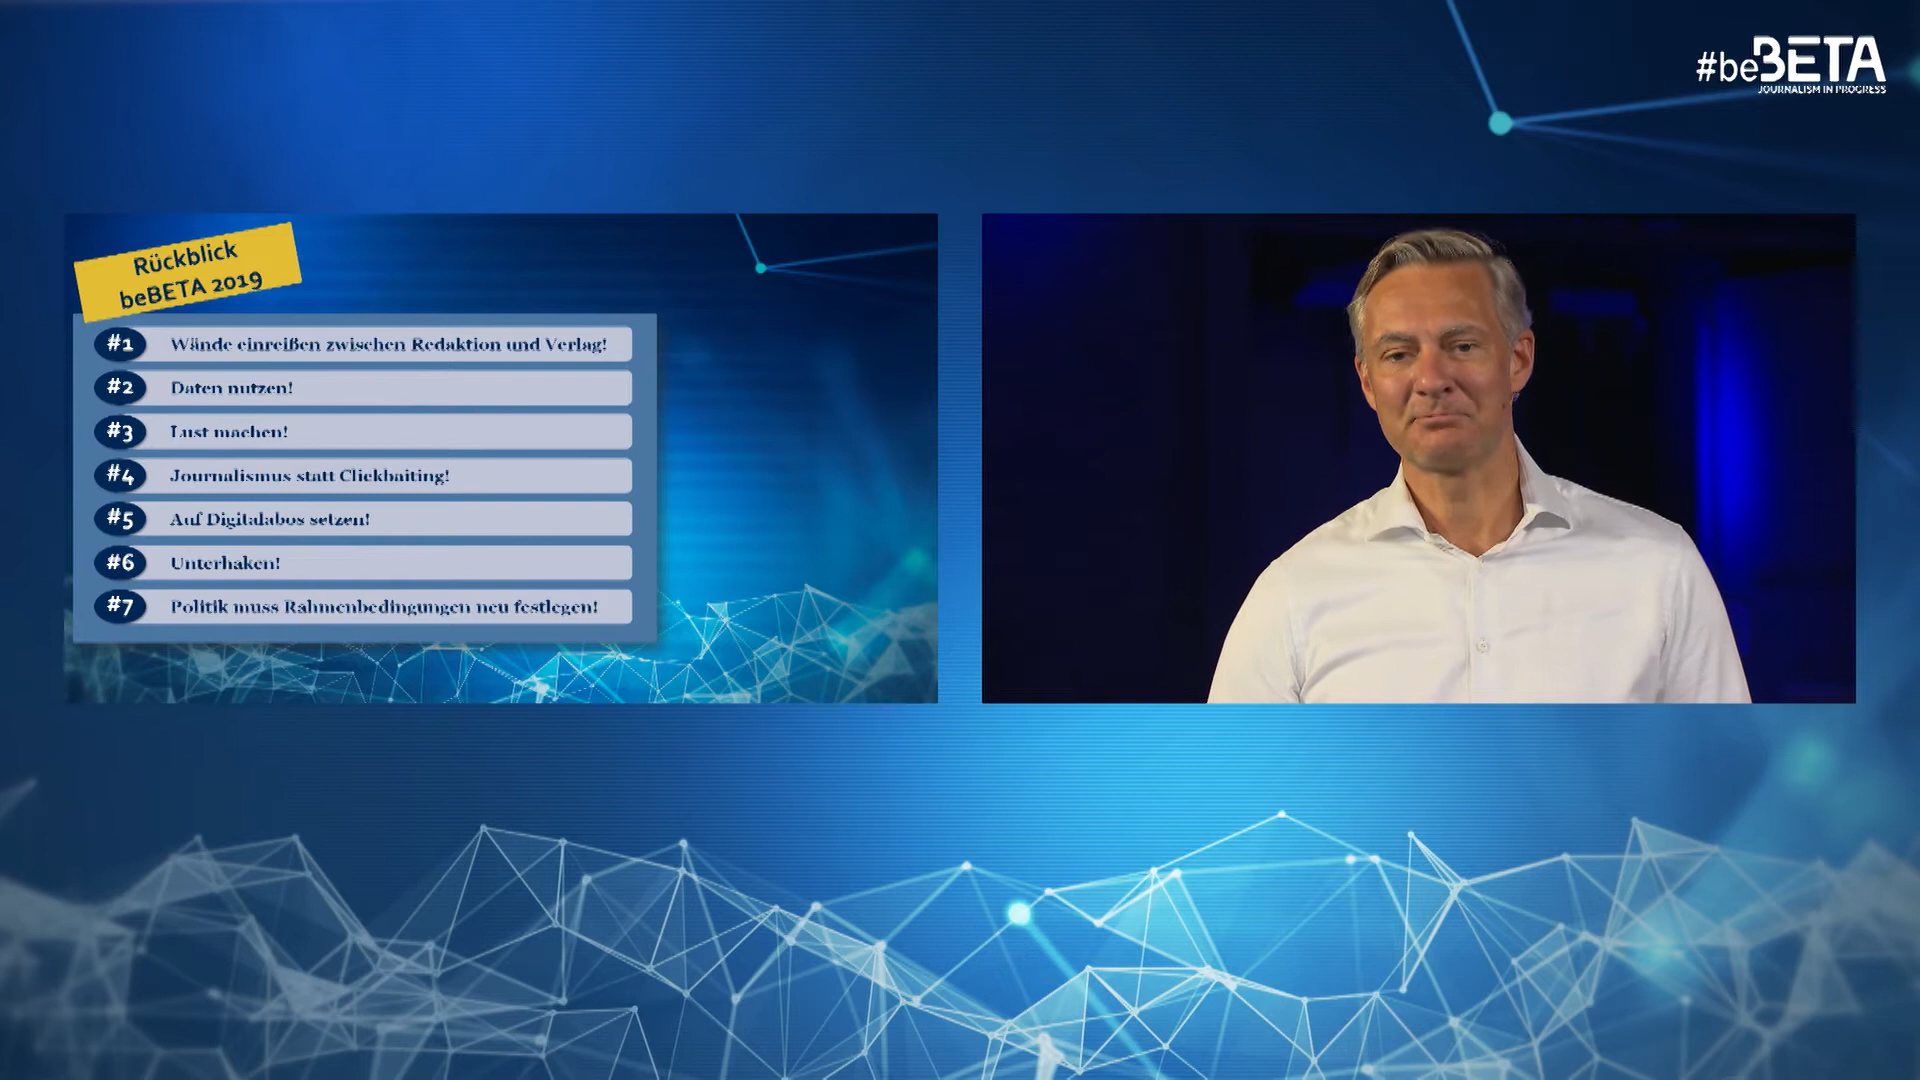 #beBETA
JOURNALISM IN PROGRESS
Rückblick
beBETA 2019
#1 Wände einreißen zwischen Redaktion und Verlag!
#2 Daten nutzen!
#3 Lust machen!
#4 Journalismus statt Clickbaiting!
#5 Auf Digitalabos setzen!
#6 Unterhaken!
#7 Politik muss Rahmenbedingungen neu festlegen!